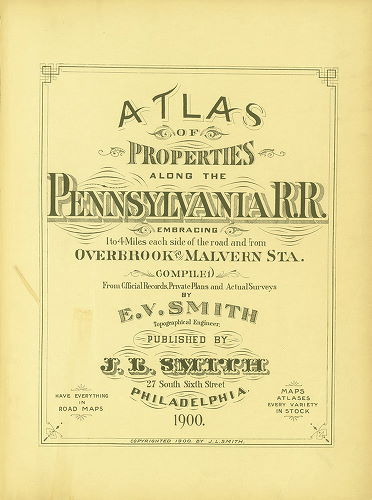 ATLAS
OF
PROPERTIES
ALONG THE
PENNSYLVANIA R.R.
EMBRACING
1 to 4 Miles each side of the road and from
OVERBROOK TO MALVERN STA.
COMPILED
From Official Records, Private Plans and Actual Surveys
BY
E.V. SMITH
Topographical Engineer,
PUBLISHED BY
J. L. SMITH
27 South Sixth Street
PHILADELPHIA.
1900.
HAVE EVERYTHING
IN
ROAD MAPS
MAPS
ATLASES
EVERY VARIETY
IN STOCK
COPYRIGHTED 1900 BY J.L.SMITH.